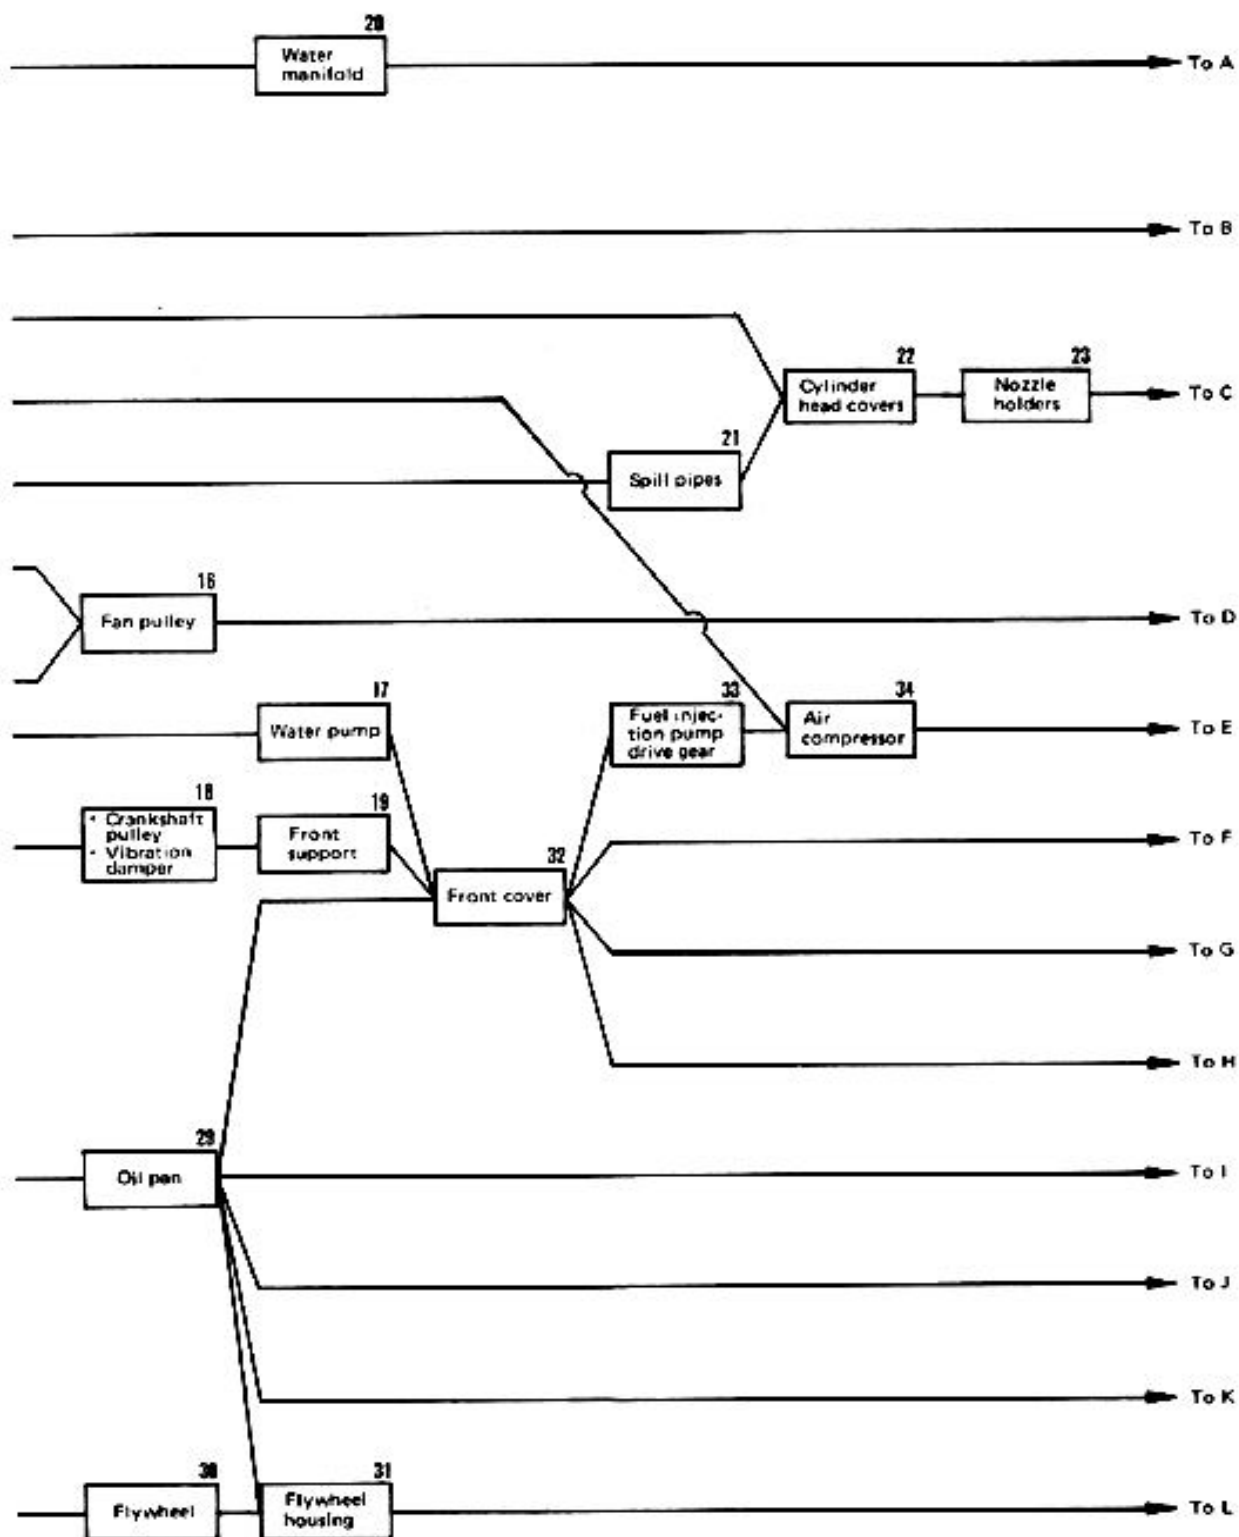 20
Water
manifold
To A
To B
22
Cylinder
head covers
23
Nozzle
holders
To C
21
Spill pipes
16
Fan pulley
To D
17
Water pump
33
Fuel injec-
tion pump
drive gear
34
Air
compressor
To E
18
• Crankshaft
pulley
• Vibration
damper
19
Front
support
To F
32
Front cover
To G
To H
29
Oil pan
To I
To J
To K
30
Flywheel
31
Flywheel
housing
To L